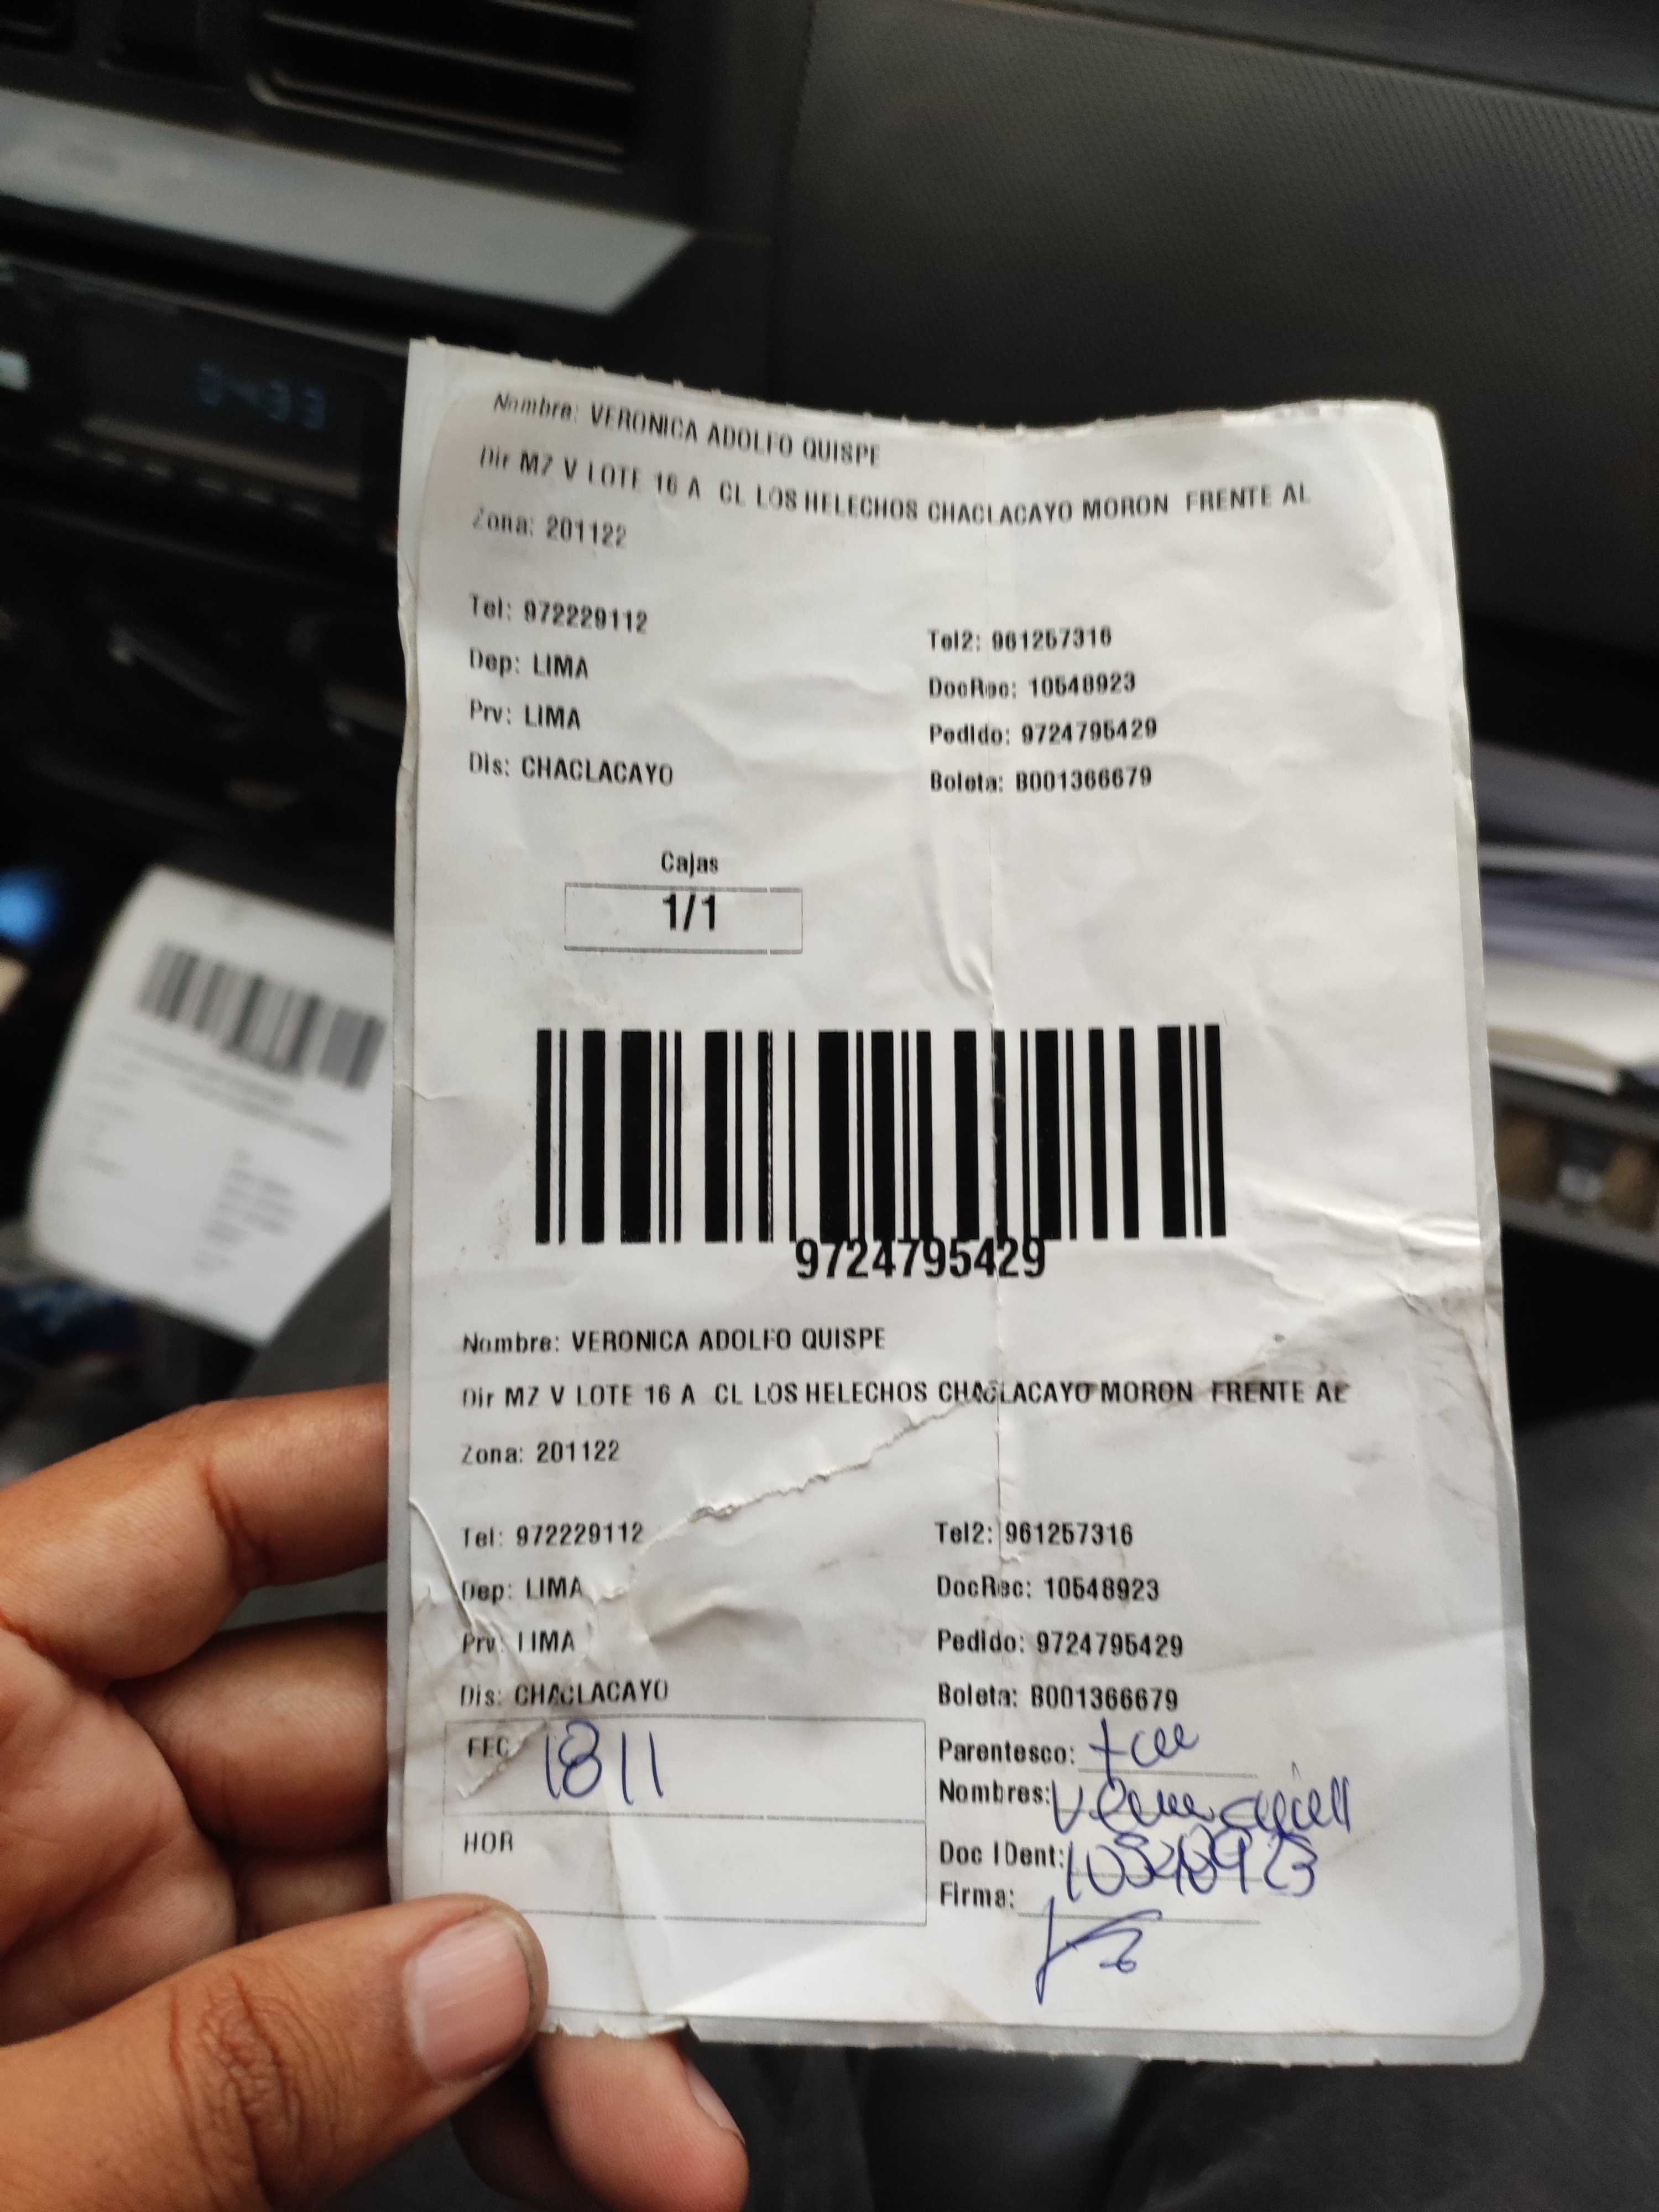 Nombre: VERONICA ADOLFO QUISPE
Dir MZ V LOTE 16 A CL LOS HELECHOS CHACLACAYO MORON FRENTE AL
Zona: 201122
Tel: 972229112
Tel2: 961257316
Dep: LIMA
DocRec: 10548923
Prv: LIMA
Pedido: 9724795429
Dis: CHACLACAYO
Boleta: B001366679
Cajas
1/1
9724795429
Nombre: VERONICA ADOLFO QUISPE
Dir MZ V LOTE 16 A CL LOS HELECHOS CHACLACAYO MORON FRENTE AL
Zona: 201122
Tel: 972229112
Tel2: 961257316
Dep: LIMA
DocRec: 10548923
Prv: LIMA
Pedido: 9724795429
Dis: CHACLACAYO
Boleta: B001366679
FEC 1811
Parentesco:
Nombres:
HOR
Doc IDent: 10548923
Firma: